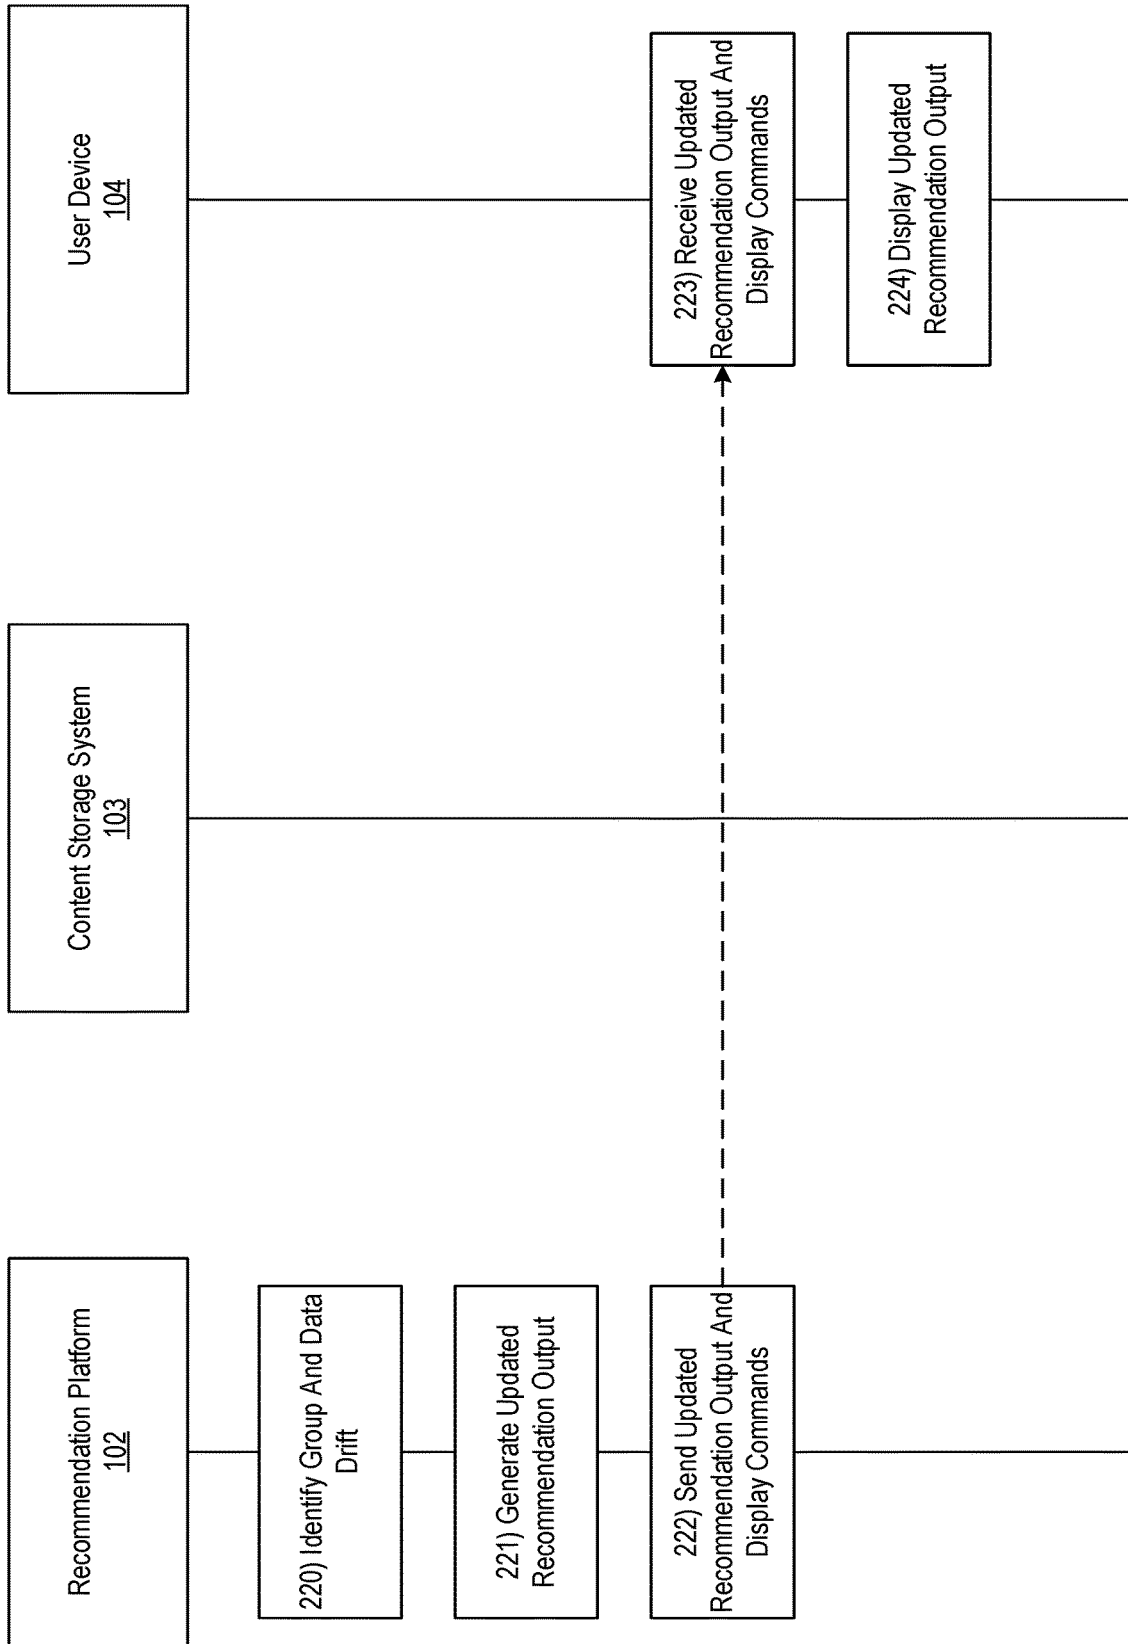 Recommendation Platform
102
Content Storage System
103
User Device
104
220) Identify Group And Data
Drift
221) Generate Updated
Recommendation Output
222) Send Updated
Recommendation Output And
Display Commands
223) Receive Updated
Recommendation Output And
Display Commands
224) Display Updated
Recommendation Output